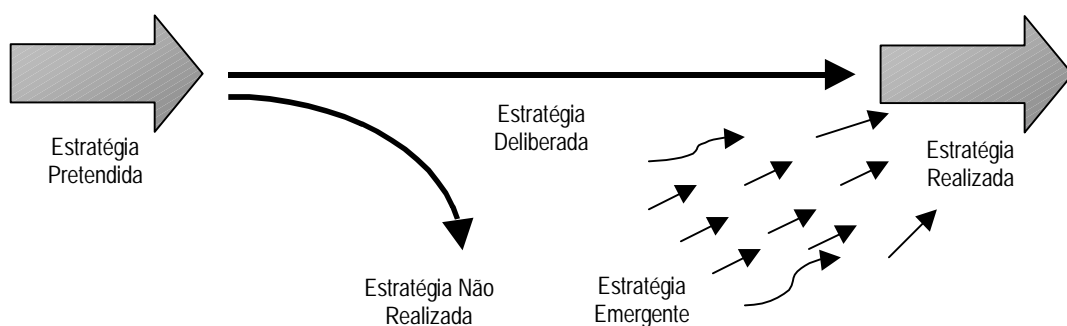 Estratégia
Pretendida
Estratégia
Deliberada
Estratégia
Realizada
Estratégia Não
Realizada
Estratégia
Emergente